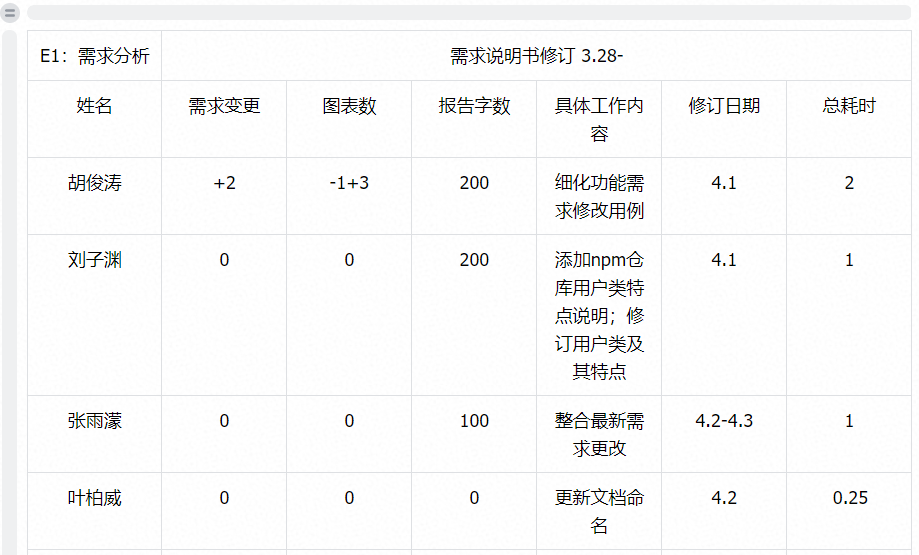 E1：需求分析 需求说明书修订 3.28-
姓名 需求变更 图表数 报告字数 具体工作内 修订日期 总耗时
容
胡俊涛 +2 -1+3 200 细化功能需 4.1 2
求修改用例
刘子渊 0 0 200 添加npm仓 4.1 1
库用户类特
点说明；修
订用户类及
其特点
张雨濛 0 0 100 整合最新需 4.2-4.3 1
求更改
叶柏威 0 0 0 更新文档命 4.2 0.25
名